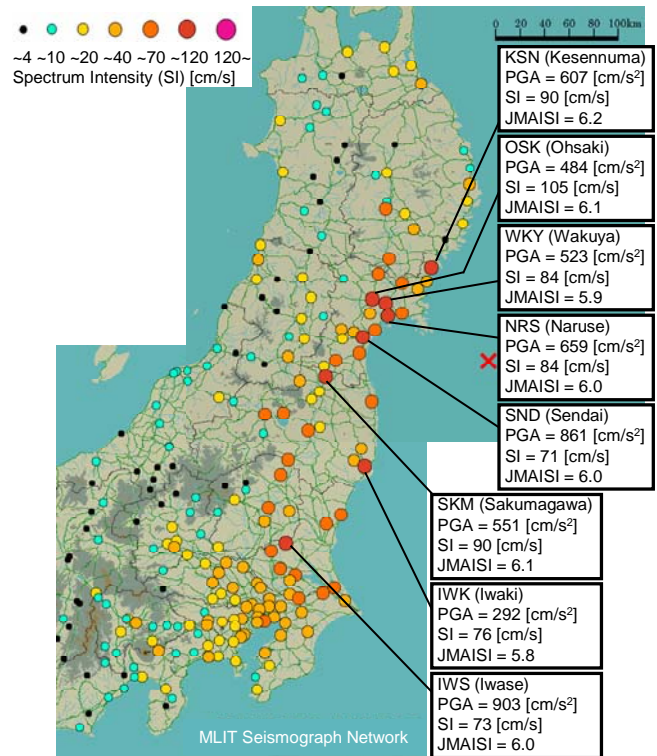 ~4 ~10 ~20 ~40 ~70 ~120 120~
Spectrum Intensity (SI) [cm/s]
0 20 40 60 80 100km
KSN (Kesennuma)
PGA = 607 [cm/s²]
SI = 90 [cm/s]
JMAISI = 6.2
OSK (Ohsaki)
PGA = 484 [cm/s²]
SI = 105 [cm/s]
JMAISI = 6.1
WKY (Wakuya)
PGA = 523 [cm/s²]
SI = 84 [cm/s]
JMAISI = 5.9
NRS (Naruse)
PGA = 659 [cm/s²]
SI = 84 [cm/s]
JMAISI = 6.0
SND (Sendai)
PGA = 861 [cm/s²]
SI = 71 [cm/s]
JMAISI = 6.0
SKM (Sakumagawa)
PGA = 551 [cm/s²]
SI = 90 [cm/s]
JMAISI = 6.1
IWK (Iwaki)
PGA = 292 [cm/s²]
SI = 76 [cm/s]
JMAISI = 5.8
IWS (Iwase)
PGA = 903 [cm/s²]
SI = 73 [cm/s]
JMAISI = 6.0
MLIT Seismograph Network